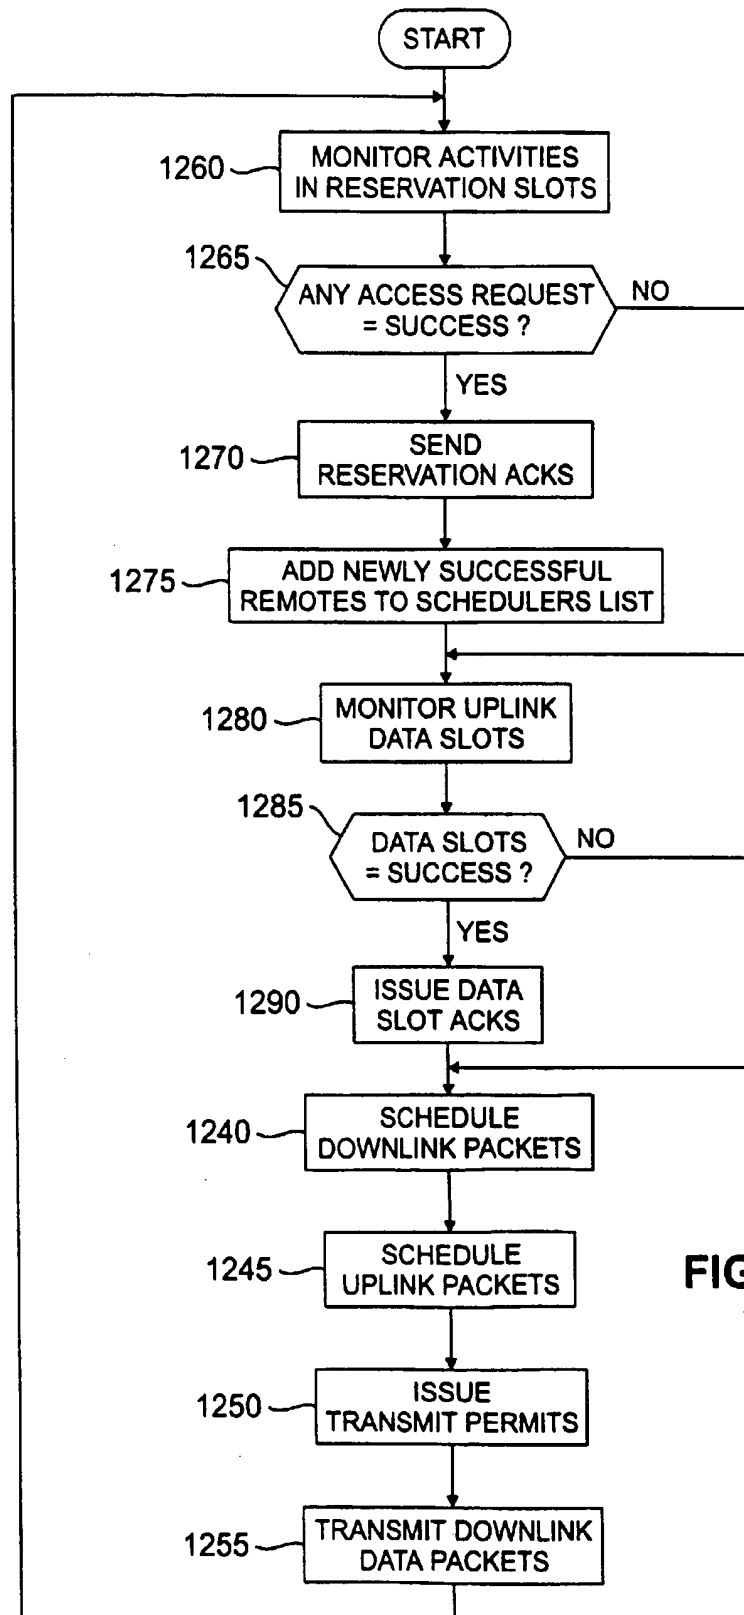 START
1260
MONITOR ACTIVITIES
IN RESERVATION SLOTS
1265
ANY ACCESS REQUEST
= SUCCESS ?
NO
YES
1270
SEND
RESERVATION ACKS
1275
ADD NEWLY SUCCESSFUL
REMOTES TO SCHEDULERS LIST
1280
MONITOR UPLINK
DATA SLOTS
1285
DATA SLOTS
= SUCCESS ?
NO
YES
1290
ISSUE DATA
SLOT ACKS
1240
SCHEDULE
DOWNLINK PACKETS
1245
SCHEDULE
UPLINK PACKETS
FIG
1250
ISSUE
TRANSMIT PERMITS
1255
TRANSMIT DOWNLINK
DATA PACKETS